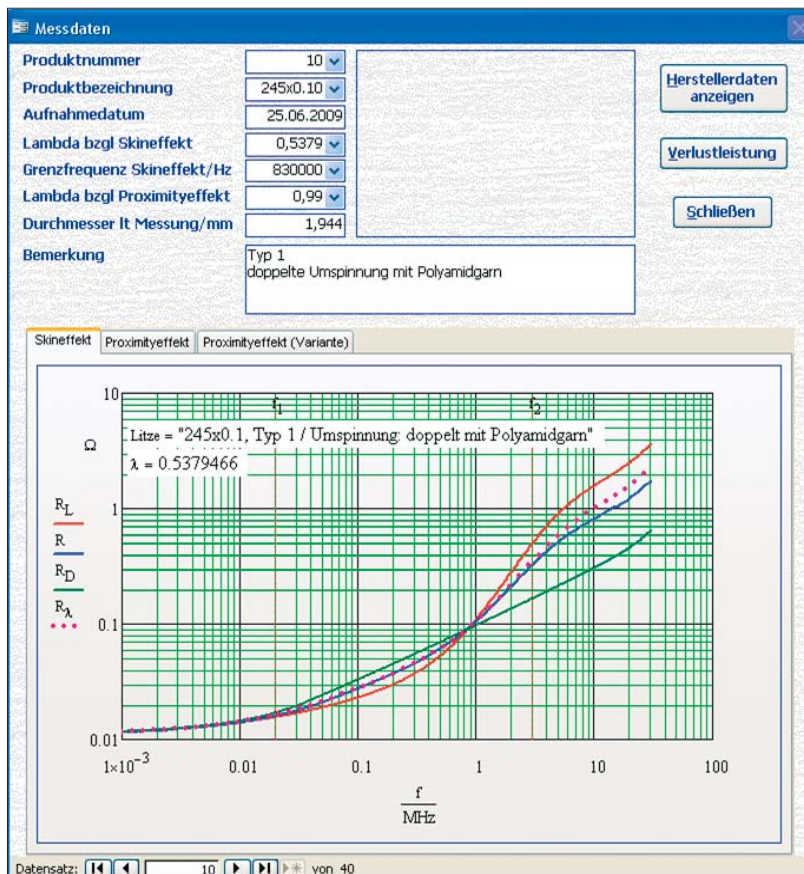 Messdaten
Produktnummer 10
Produktbezeichnung 245x0.10
Aufnahmedatum 25.06.2009
Lambda bzgl Skineffekt 0,5379
Grenzfrequenz Skineffekt/Hz 830000
Lambda bzgl Proximityeffekt 0,99
Durchmesser lt Messung/mm 1,944
Herstellerdaten
anzeigen
Verlustleistung
Schließen
Bemerkung
Typ 1
doppelte Umspinnung mit Polyamidgarn
Skineffekt Proximityeffekt Proximityeffekt (Variante)
10
f1 f2
Litze = "245x0.1, Typ 1 / Umspinnung: doppelt mit Polyamidgarn"
Ω
λ = 0.5379466
1
RL
R
RD
Rλ
0.1
0.01
1×10⁻³ 0.01 0.1 1 10 100
f
MHz
Datensatz: 10 von 40